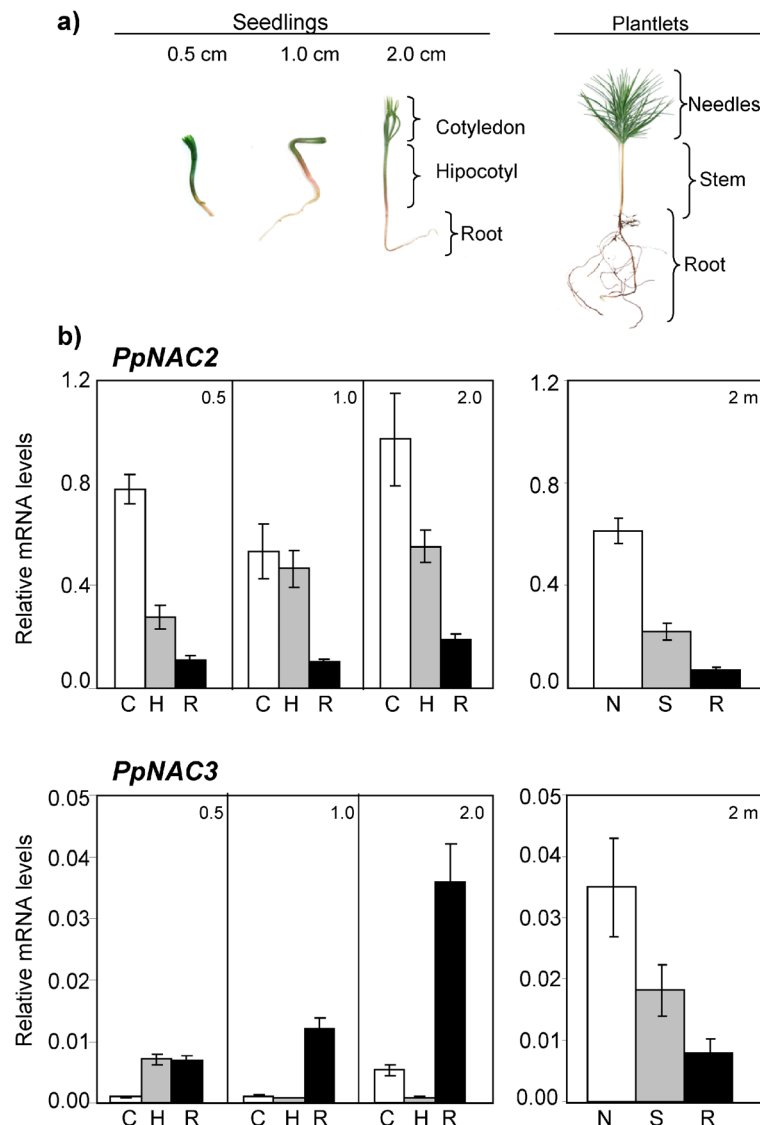 a)
Seedlings
Plantlets
0.5 cm 1.0 cm 2.0 cm
Needles
Cotyledon
Hipocotyl
Stem
Root
Root
b)
PpNAC2
Relative mRNA levels
1.2
0.8
0.4
0.0
0.5
1.0
2.0
C H R C H R C H R
1.2
0.8
0.4
0.0
2 m
N S R
PpNAC3
Relative mRNA levels
0.05
0.04
0.03
0.02
0.01
0.00
0.5
1.0
2.0
C H R C H R C H R
0.05
0.04
0.03
0.02
0.01
0.00
2 m
N S R